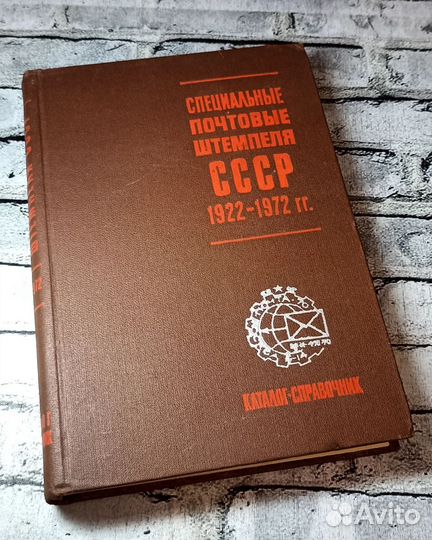 СПЕЦИАЛЬНЫЕ
ПОЧТОВЫЕ
ШТЕМПЕЛЯ
СССР
1922-1972 гг.
КАТАЛОГ-СПРАВОЧНИК
Avito